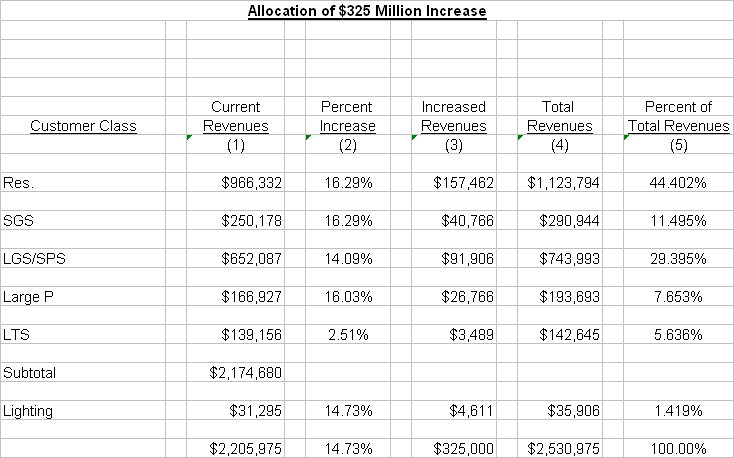 Allocation of $325 Million Increase
Current Percent Increased Total Percent of
Customer Class Revenues Increase Revenues Revenues Total Revenues
(1) (2) (3) (4) (5)
Res. $966,332 16.29% $157,462 $1,123,794 44.402%
SGS $250,178 16.29% $40,766 $290,944 11.495%
LGS/SPS $652,087 14.09% $91,906 $743,993 29.395%
Large P $166,927 16.03% $26,766 $193,693 7.653%
LTS $139,156 2.51% $3,489 $142,645 5.636%
Subtotal $2,174,680
Lighting $31,295 14.73% $4,611 $35,906 1.419%
$2,205,975 14.73% $325,000 $2,530,975 100.00%